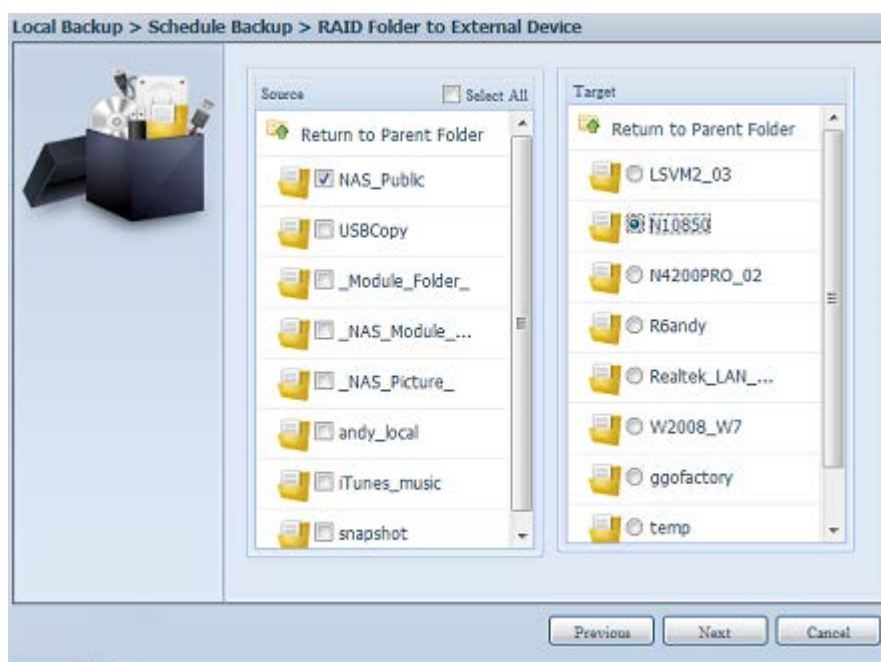 Local Backup > Schedule Backup > RAID Folder to External Device
Source
Select All
Return to Parent Folder
NAS_Public
USBCopy
_Module_Folder_
_NAS_Module_...
_NAS_Picture_
andy_local
iTunes_music
snapshot
Target
Return to Parent Folder
LSVM2_03
N10850
N4200PRO_02
R6andy
Realtek_LAN_...
W2008_W7
ggofactory
temp
Previous
Next
Cancel